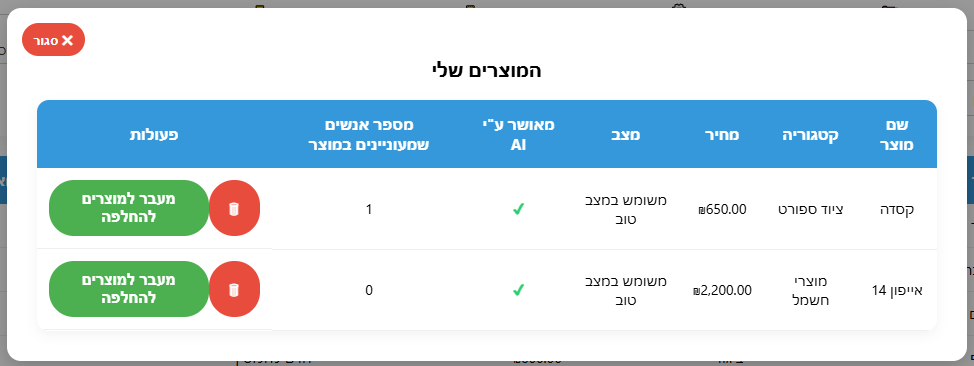 סגור ×
המוצרים שלי
שם מוצר
קטגוריה
מחיר
מצב
מאושר ע״י AI
מספר אנשים שמעוניינים במוצר
פעולות
קסדה
ציוד ספורט
₪650.00
משומש במצב טוב
✓
1
מעבר למוצרים להחלפה
אייפון 14
מוצרי חשמל
₪2,200.00
משומש במצב טוב
✓
0
מעבר למוצרים להחלפה